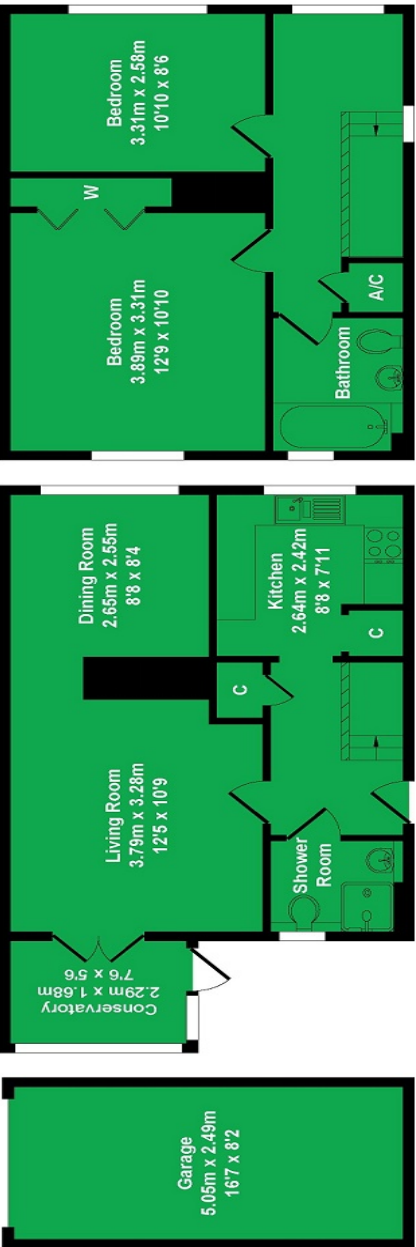 Bedroom
3.31m x 2.58m
10'10 x 8'6
W
Bedroom
3.89m x 3.31m
12'9 x 10'10
A/C
Bathroom
Dining Room
2.65m x 2.55m
8'8 x 8'4
Kitchen
2.64m x 2.42m
8'8 x 7'11
C
C
Living Room
3.79m x 3.28m
12'5 x 10'9
Shower
Room
Conservatory
2.29m x 1.68m
7'6 x 5'6
Garage
5.05m x 2.49m
16'7 x 8'2